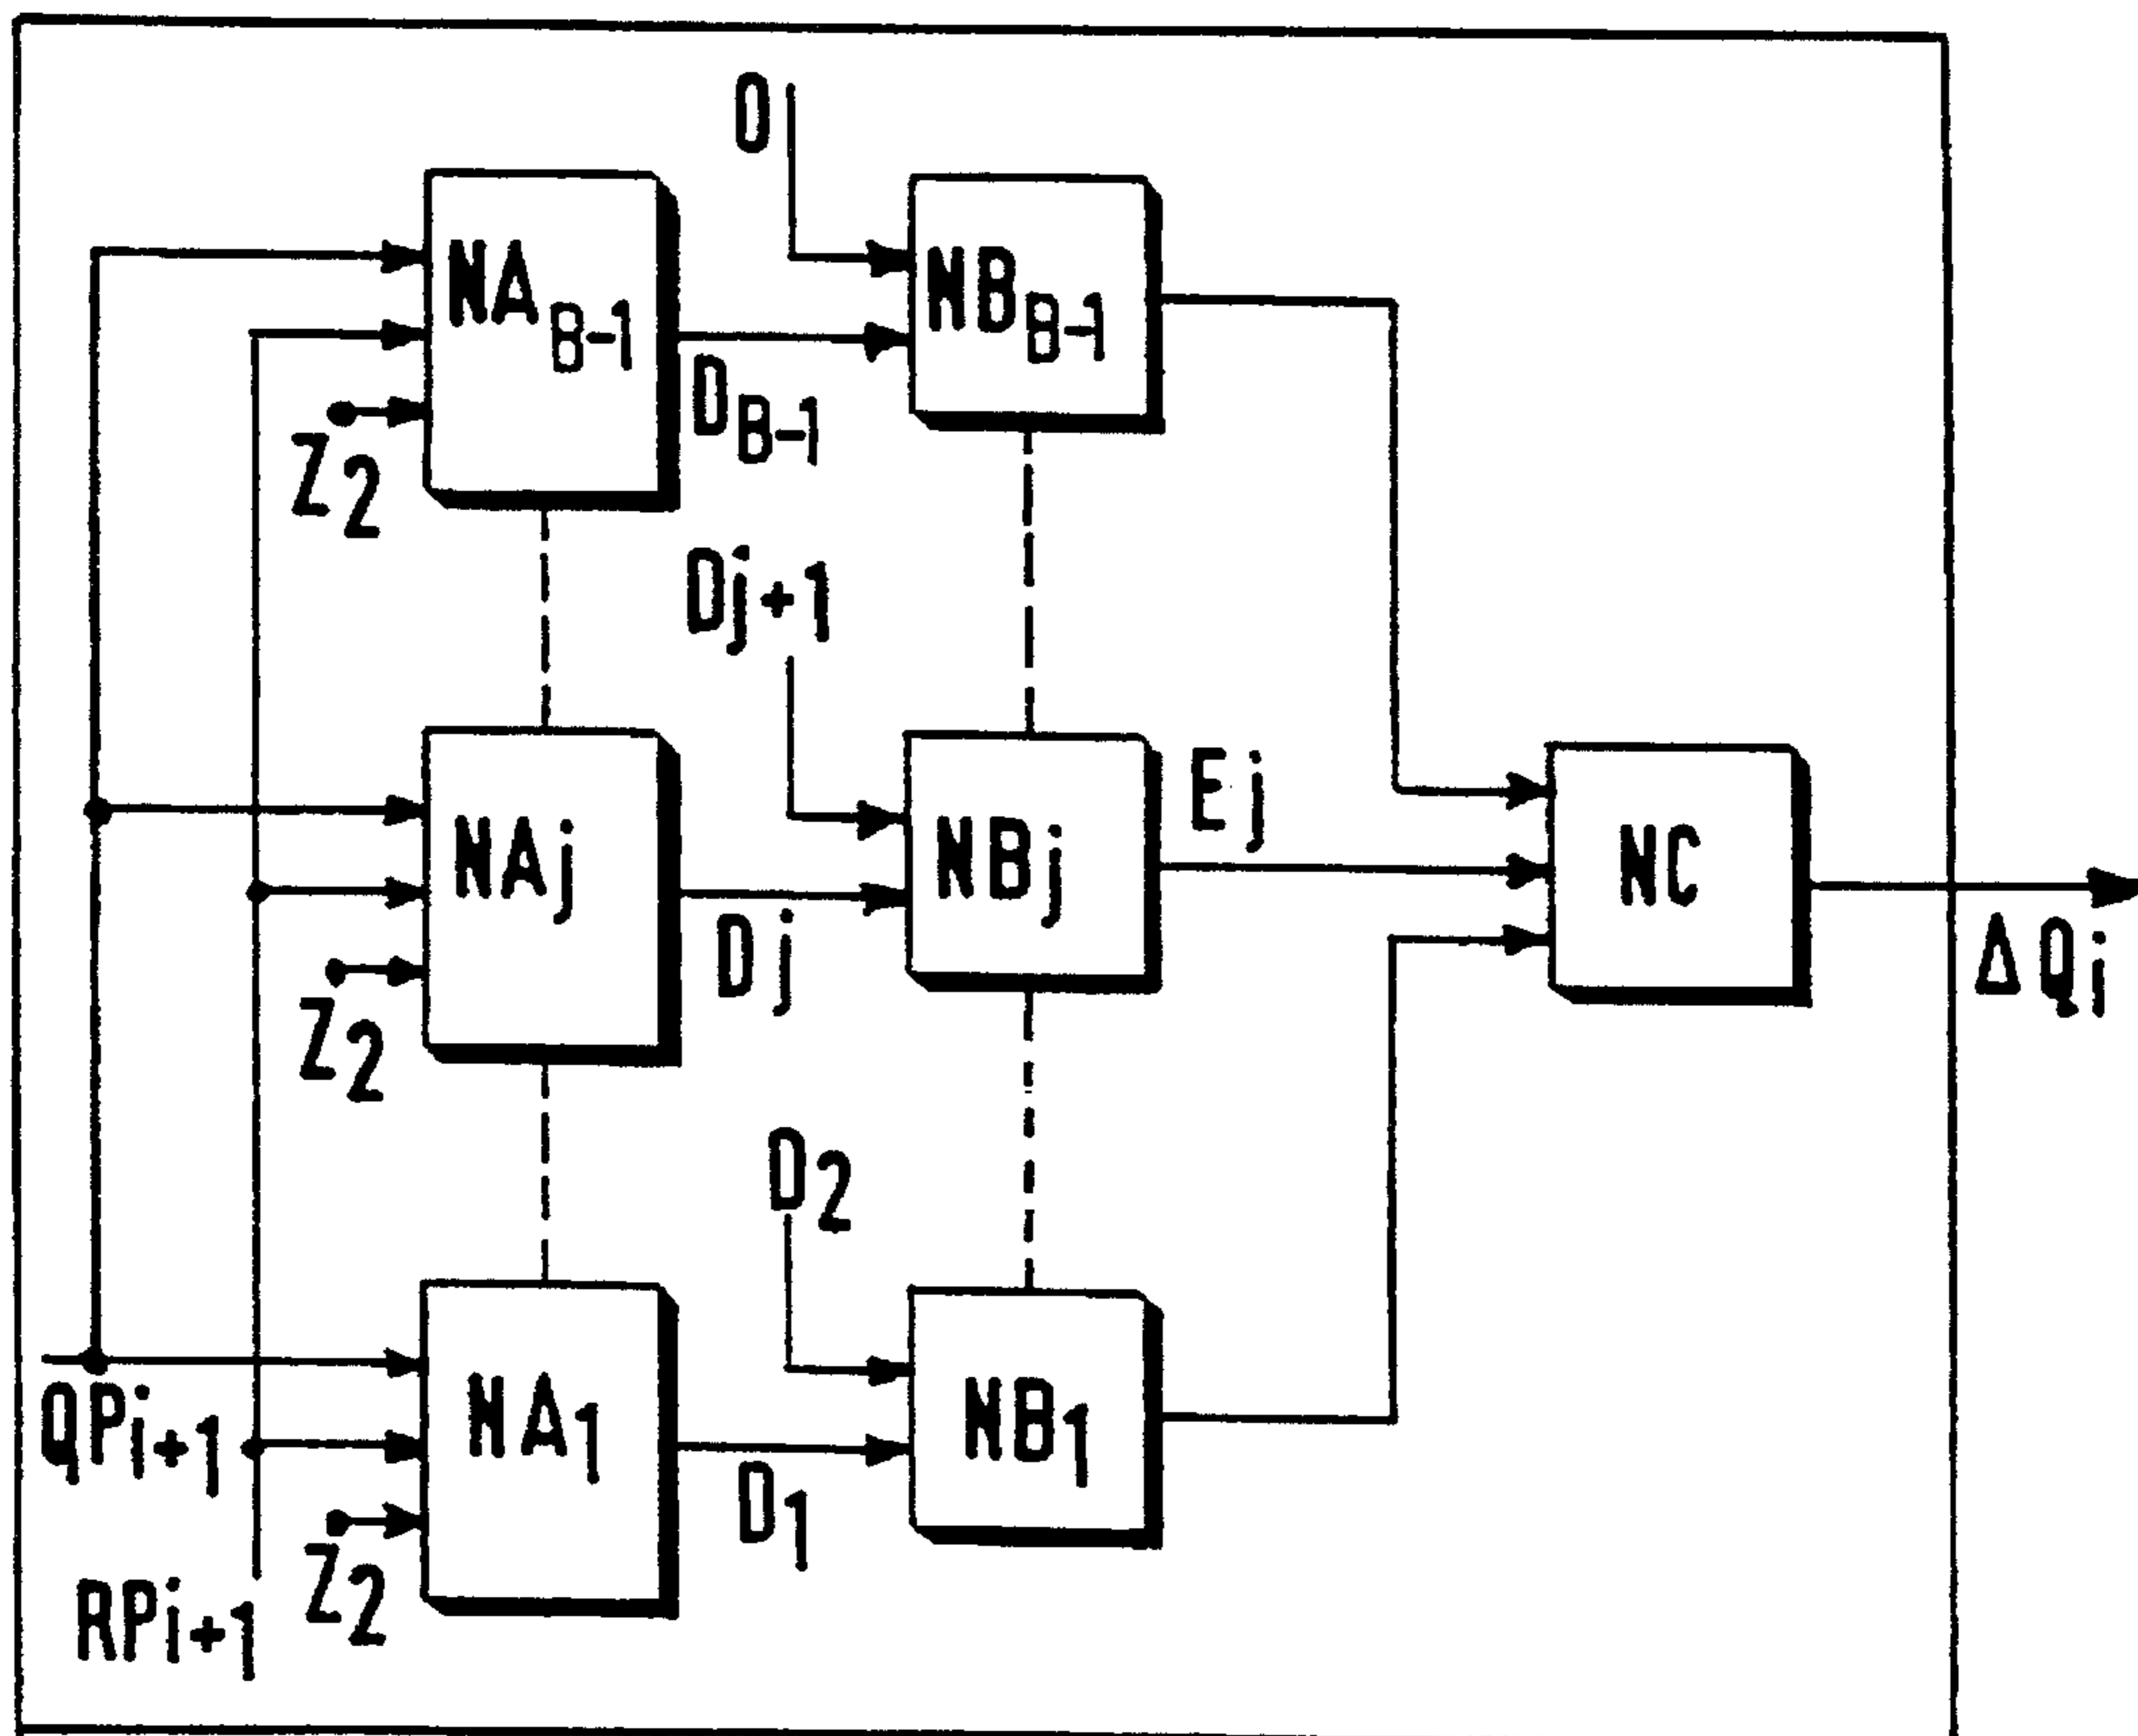 0
NA B-1
NB B-1
Z2
D B-1
Dj+1
NAj
NBj
Ej
NC
Z2
Dj
ΔQi
D2
QPi+1
NA1
NB1
D1
Z2
RPi+1